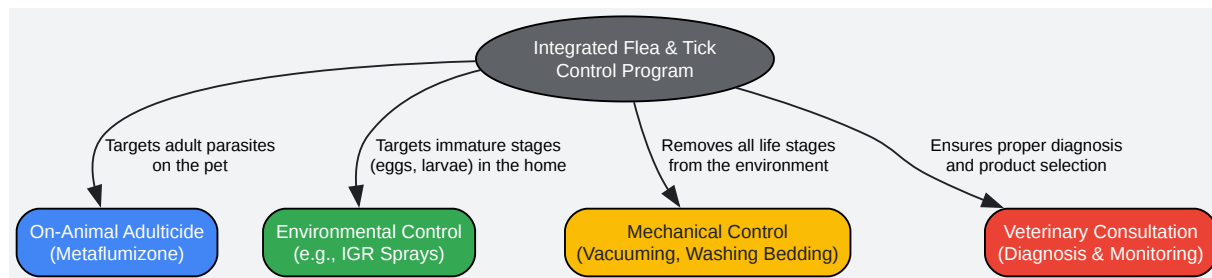 Integrated Flea & Tick
Control Program
Targets adult parasites
on the pet
Targets immature stages
(eggs, larvae) in the home
Removes all life stages
from the environment
Ensures proper diagnosis
and product selection
On-Animal Adulticide
(Metaflumizone)
Environmental Control
(e.g., IGR Sprays)
Mechanical Control
(Vacuuming, Washing Bedding)
Veterinary Consultation
(Diagnosis & Monitoring)